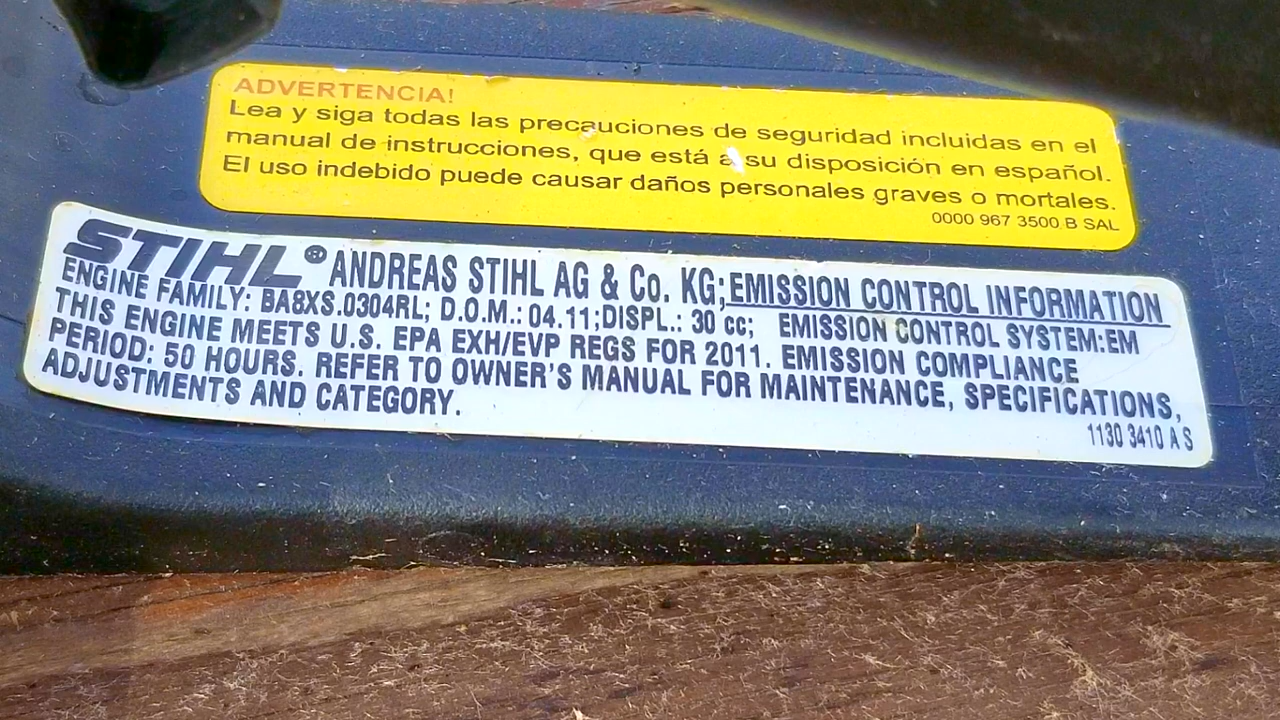 ADVERTENCIA!
Lea y siga todas las precauciones de seguridad incluidas en el
manual de instrucciones, que está a su disposición en español.
El uso indebido puede causar daños personales graves o mortales.
0000 967 3500 B SAL
STIHL® ANDREAS STIHL AG & Co. KG; EMISSION CONTROL INFORMATION
ENGINE FAMILY: BA8XS.0304RL; D.O.M.: 04.11;DISPL.: 30 cc; EMISSION CONTROL SYSTEM:EM
THIS ENGINE MEETS U.S. EPA EXH/EVP REGS FOR 2011. EMISSION COMPLIANCE
PERIOD: 50 HOURS. REFER TO OWNER'S MANUAL FOR MAINTENANCE, SPECIFICATIONS,
ADJUSTMENTS AND CATEGORY.
1130 3410 A S